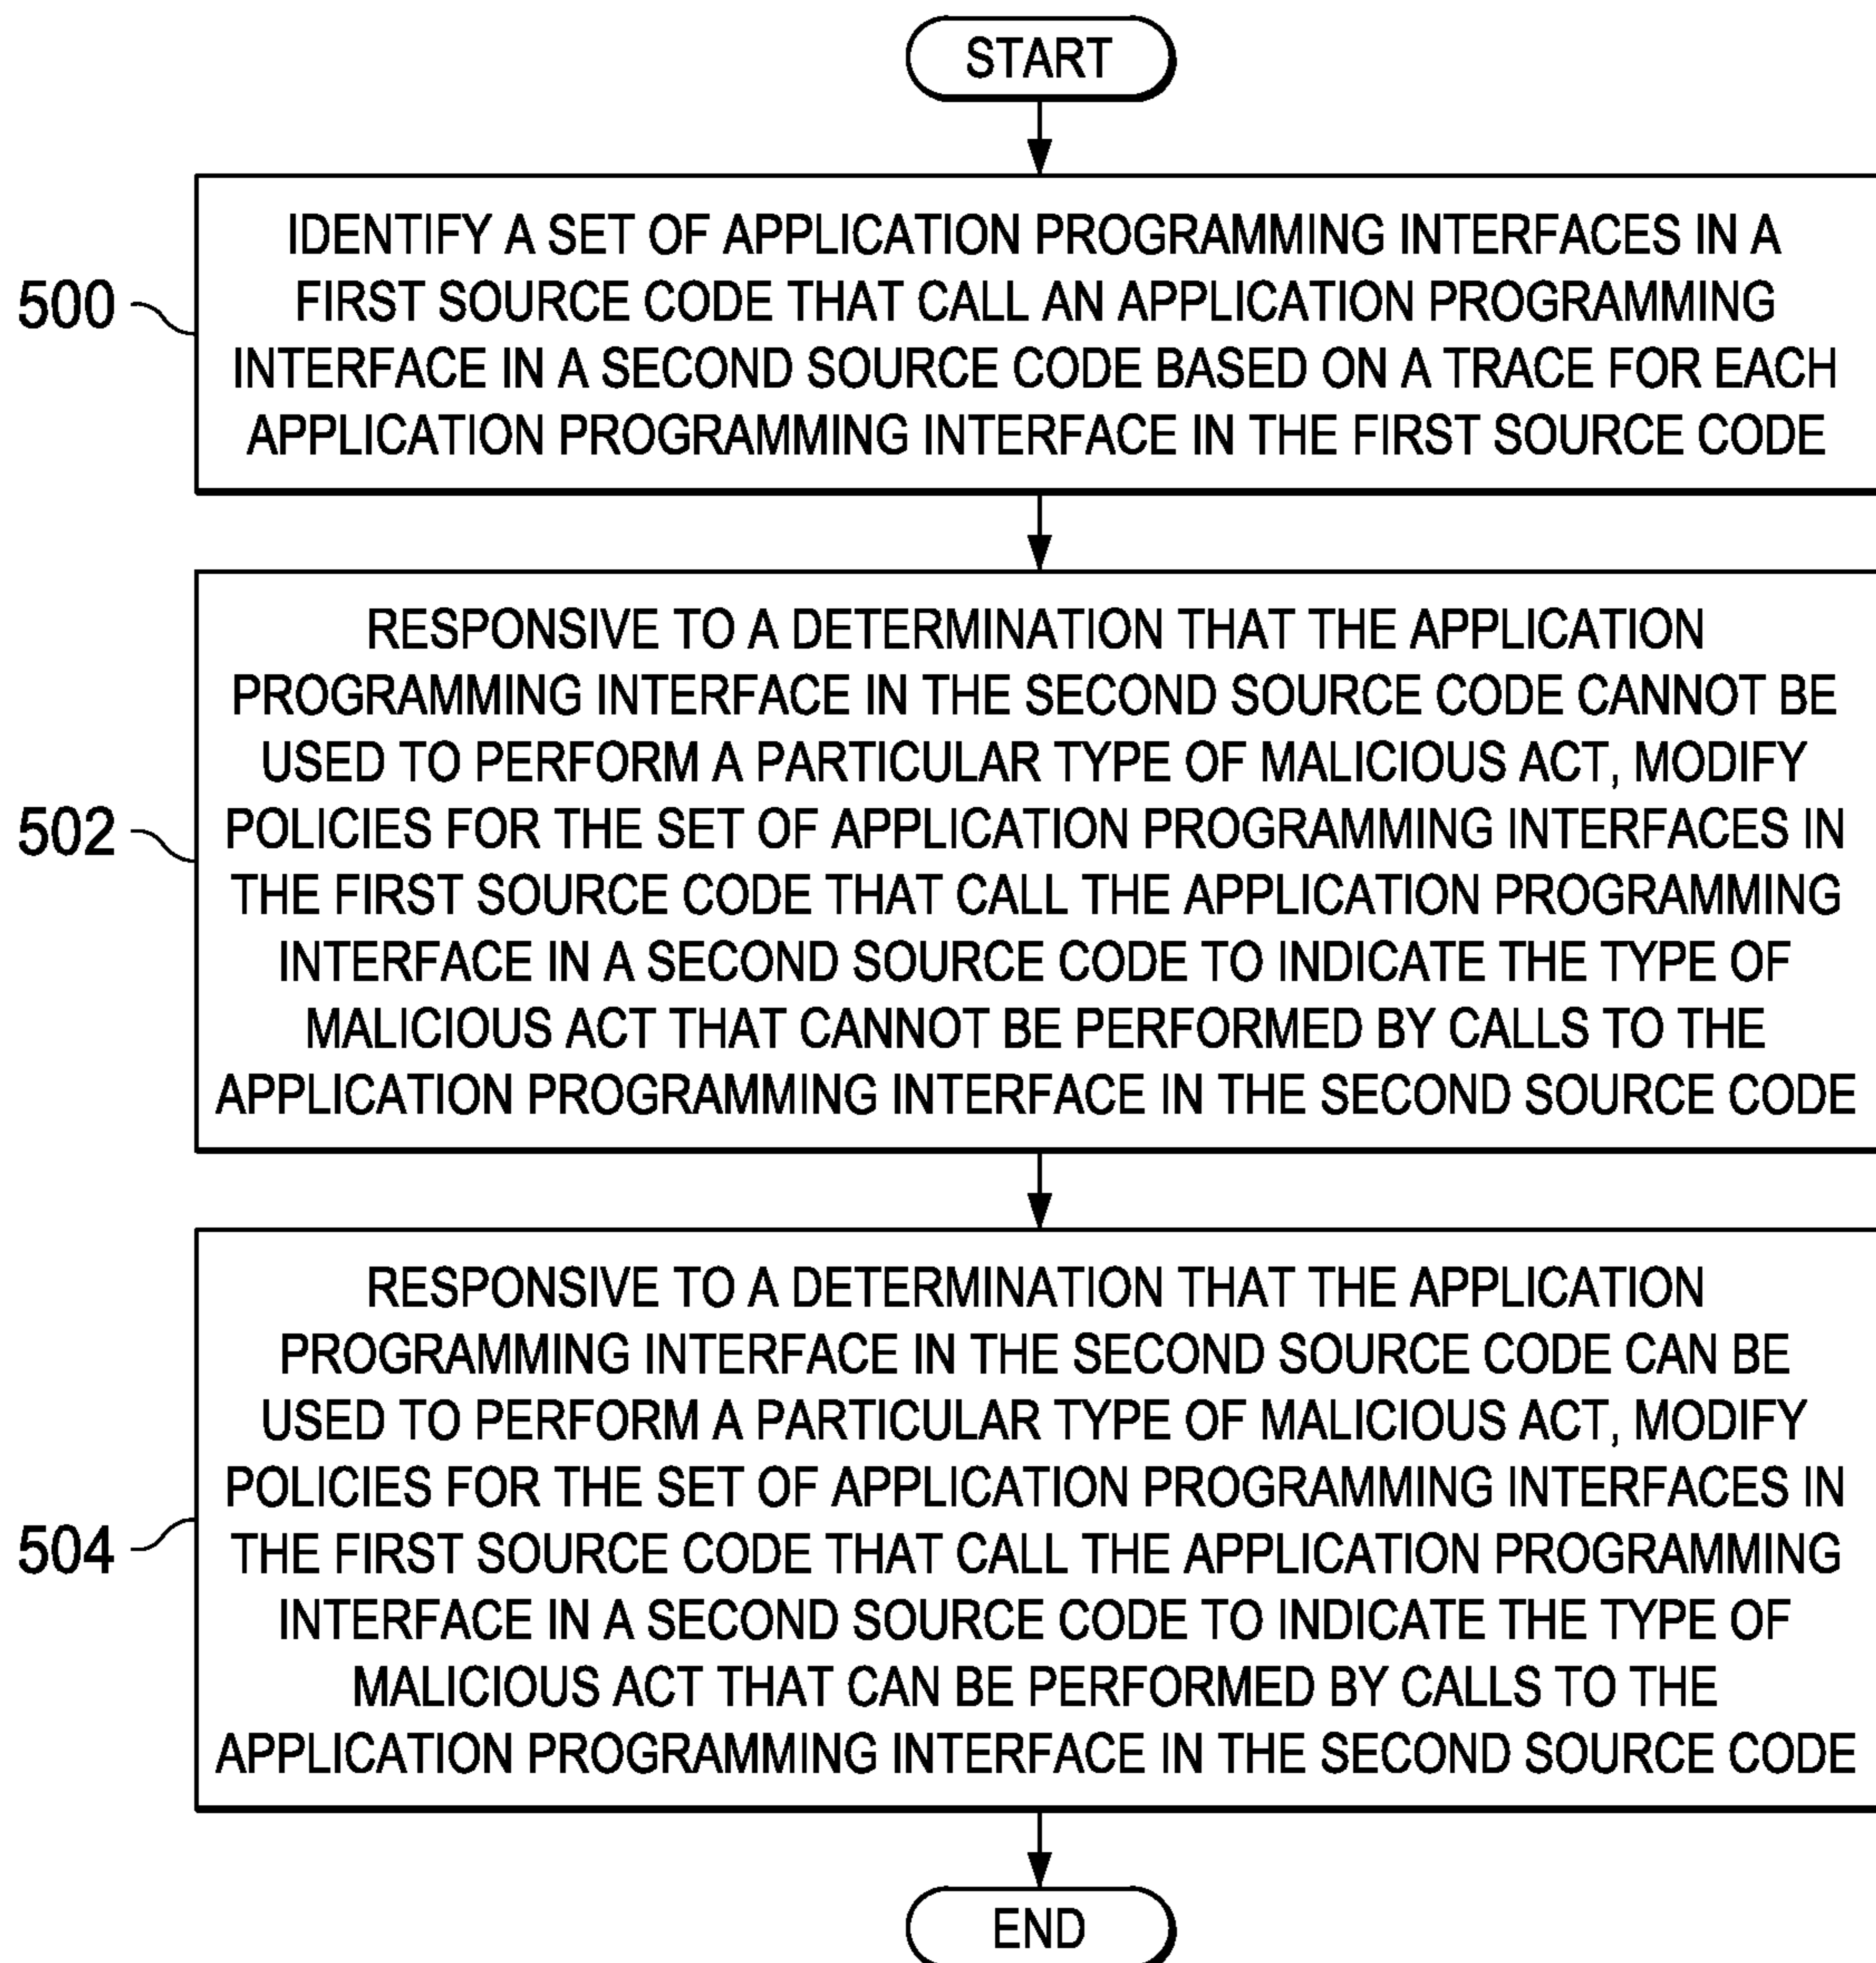 START
IDENTIFY A SET OF APPLICATION PROGRAMMING INTERFACES IN A
FIRST SOURCE CODE THAT CALL AN APPLICATION PROGRAMMING
INTERFACE IN A SECOND SOURCE CODE BASED ON A TRACE FOR EACH
APPLICATION PROGRAMMING INTERFACE IN THE FIRST SOURCE CODE
500
RESPONSIVE TO A DETERMINATION THAT THE APPLICATION
PROGRAMMING INTERFACE IN THE SECOND SOURCE CODE CANNOT BE
USED TO PERFORM A PARTICULAR TYPE OF MALICIOUS ACT, MODIFY
POLICIES FOR THE SET OF APPLICATION PROGRAMMING INTERFACES IN
THE FIRST SOURCE CODE THAT CALL THE APPLICATION PROGRAMMING
INTERFACE IN A SECOND SOURCE CODE TO INDICATE THE TYPE OF
MALICIOUS ACT THAT CANNOT BE PERFORMED BY CALLS TO THE
APPLICATION PROGRAMMING INTERFACE IN THE SECOND SOURCE CODE
502
RESPONSIVE TO A DETERMINATION THAT THE APPLICATION
PROGRAMMING INTERFACE IN THE SECOND SOURCE CODE CAN BE
USED TO PERFORM A PARTICULAR TYPE OF MALICIOUS ACT, MODIFY
POLICIES FOR THE SET OF APPLICATION PROGRAMMING INTERFACES IN
THE FIRST SOURCE CODE THAT CALL THE APPLICATION PROGRAMMING
INTERFACE IN A SECOND SOURCE CODE TO INDICATE THE TYPE OF
MALICIOUS ACT THAT CAN BE PERFORMED BY CALLS TO THE
APPLICATION PROGRAMMING INTERFACE IN THE SECOND SOURCE CODE
504
END